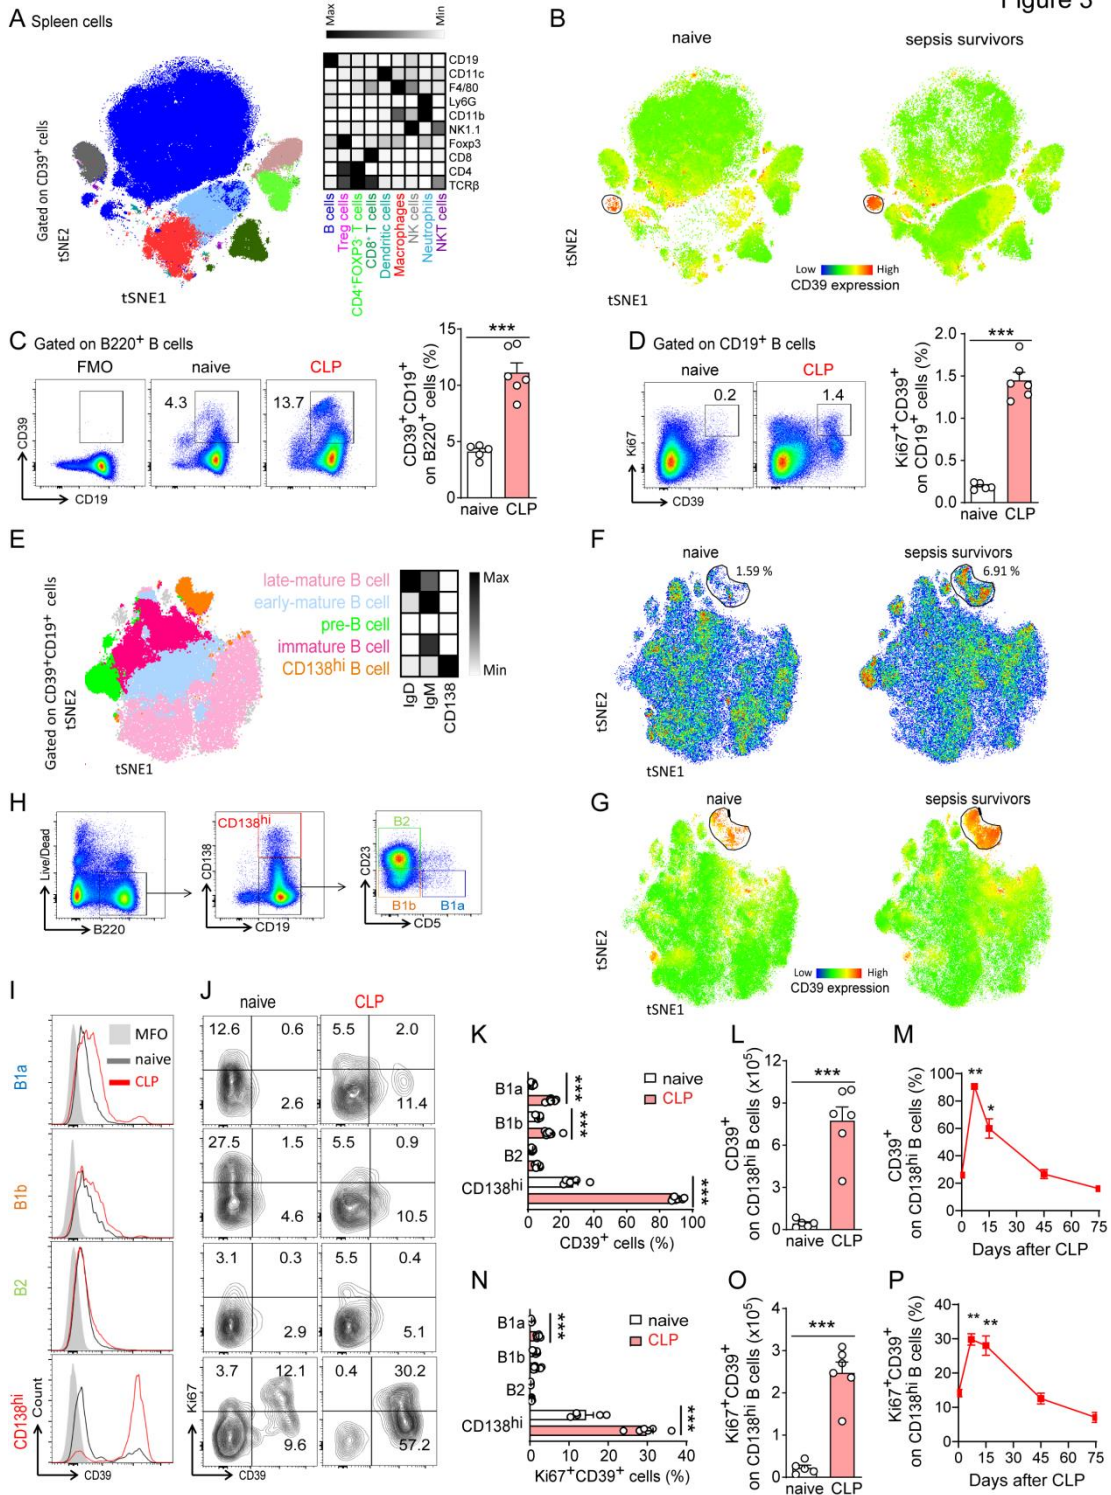 Figure 3
A Spleen cells
Max
Min
Gated on CD39+ cells
tSNE2
tSNE1
CD19
CD11c
F4/80
Ly6G
CD11b
NK1.1
Foxp3
CD8
CD4
TCRβ
B cells
Treg cells
CD4+FOXP3- T cells
CD8+ T cells
Dendritic cells
Macrophages
NK cells
Neutrophils
NKT cells
B
naive
sepsis survivors
tSNE2
tSNE1
Low
High
CD39 expression
C Gated on B220+ B cells
FMO
naive
CLP
4.3
13.7
CD39
CD19
CD39+CD19+
on B220+ cells (%)
15
10
5
0
***
naive CLP
D Gated on CD19+ B cells
naive
CLP
0.2
1.4
Ki67
CD39
Ki67+CD39+
on CD19+ cells (%)
2.0
1.5
1.0
0.5
0.0
***
naive CLP
E
Gated on CD39+CD19+ cells
tSNE2
tSNE1
late-mature B cell
early-mature B cell
pre-B cell
immature B cell
CD138hi B cell
IgD
IgM
CD138
Max
Min
F
naive
sepsis survivors
1.59 %
6.91 %
tSNE2
tSNE1
G
naive
sepsis survivors
tSNE2
tSNE1
Low
High
CD39 expression
H
Live/Dead
B220
CD138hi
CD138
CD19
B2
B1b
B1a
CD23
CD5
I
MFO
naive
CLP
B1a
B1b
B2
CD138hi
Count
CD39
J
naive
CLP
12.6 0.6 5.5 2.0
2.6 11.4
27.5 1.5 5.5 0.9
4.6 10.5
3.1 0.3 5.5 0.4
2.9 5.1
3.7 12.1 0.4 30.2
9.6 57.2
Ki67
CD39
K
naive
CLP
B1a
B1b
B2
CD138hi
***
***
***
0 20 40 60 80 100
CD39+ cells (%)
L
CD39+
on CD138hi B cells (x105)
12
9
6
3
0
***
naive CLP
M
CD39+
on CD138hi B cells (%)
100
80
60
40
20
0
**
*
0 15 30 45 60 75
Days after CLP
N
naive
CLP
B1a
B1b
B2
CD138hi
***
***
0 10 20 30 40
Ki67+CD39+ cells (%)
O
Ki67+CD39+
on CD138hi B cells (x105)
4
3
2
1
0
***
naive CLP
P
Ki67+CD39+
on CD138hi B cells (%)
40
30
20
10
0
**
**
0 15 30 45 60 75
Days after CLP